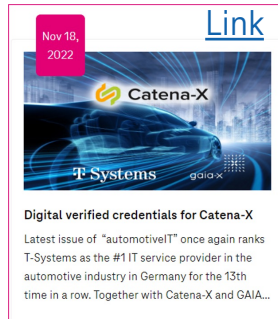 Link
Nov 18,
2022
Catena-X
T Systems
gaia-x
Digital verified credentials for Catena-X
Latest issue of “automotiveIT” once again ranks
T-Systems as the #1 IT service provider in the
automotive industry in Germany for the 13th
time in a row. Together with Catena-X and GAIA...